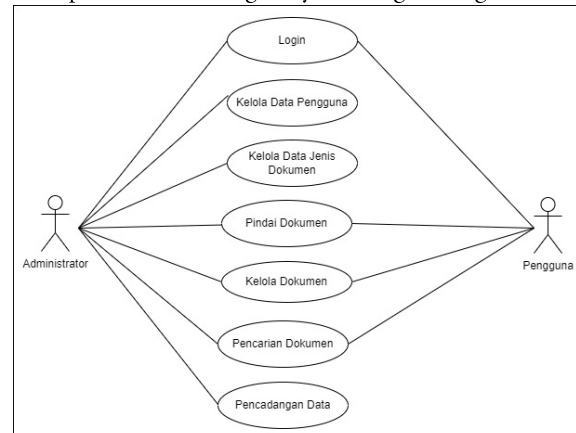 Login
Kelola Data Pengguna
Kelola Data Jenis
Dokumen
Pindai Dokumen
Administrator
Pengguna
Kelola Dokumen
Pencarian Dokumen
Pencadangan Data